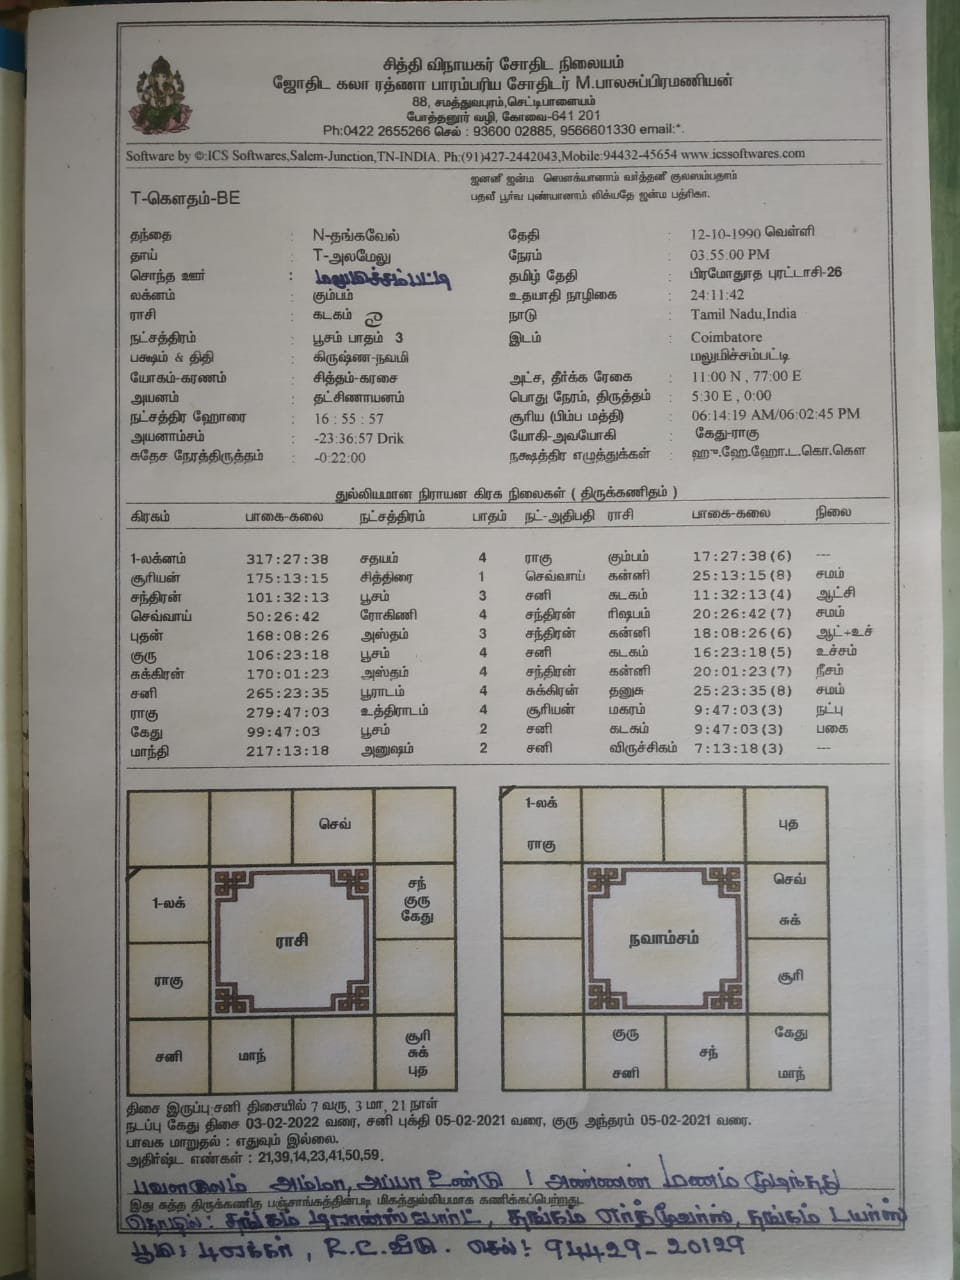 சித்தி விநாயகர் சோதிட நிலையம்
ஜோதிட கலா ரத்ணா பாரம்பரிய சோதிடர் M.பாலசுப்பிரமணியன்
88, சமத்துவபுரம்,செட்டிபாளையம்
போத்தனூர் வழி, கோவை-641 201
Ph:0422 2655266 செல் : 93600 02885, 9566601330 email:*.
Software by ©:ICS Softwares,Salem-Junction,TN-INDIA. Ph:(91)427-2442043,Mobile:94432-45654 www.icssoftwares.com
ஜனனீ ஜன்ம ஸௌக்யானாம் வர்த்தனீ குலஸம்பதாம்
பதவீ பூர்வ புண்யானாம் லிக்யதே ஜன்ம பத்ரிகா.
T-கௌதம்-BE
தந்தை : N-தங்கவேல் தேதி : 12-10-1990 வெள்ளி
தாய் : T-அலமேலு நேரம் : 03.55:00 PM
சொந்த ஊர் : மலுமிச்சம்பட்டி தமிழ் தேதி : பிரமோதூத புரட்டாசி-26
லக்னம் : கும்பம் உதயாதி நாழிகை : 24:11:42
ராசி : கடகம் நாடு : Tamil Nadu,India
நட்சத்திரம் : பூசம் பாதம் 3 இடம் : Coimbatore
பக்ஷம் & திதி : கிருஷ்ண-நவமி மலுமிச்சம்பட்டி
யோகம்-கரணம் : சித்தம்-கரசை அட்ச, தீர்க்க ரேகை : 11:00 N , 77:00 E
அயனம் : தட்சிணாயனம் பொது நேரம், திருத்தம் : 5:30 E , 0:00
நட்சத்திர ஹோரை : 16 : 55 : 57 சூரிய (பிம்ப மத்தி) : 06:14:19 AM/06:02:45 PM
அயனாம்சம் : -23:36:57 Drik யோகி-அவயோகி : கேது-ராகு
சுதேச நேரத்திருத்தம் : -0:22:00 நக்ஷத்திர எழுத்துக்கள் : ஹு.ஹே.ஹோ.ட.கொ.கௌ
துல்லியமான நிராயன கிரக நிலைகள் ( திருக்கணிதம் )
கிரகம் பாகை-கலை நட்சத்திரம் பாதம் நட்-அதிபதி ராசி பாகை-கலை நிலை
1-லக்னம் 317:27:38 சதயம் 4 ராகு கும்பம் 17:27:38(6) ---
சூரியன் 175:13:15 சித்திரை 1 செவ்வாய் கன்னி 25:13:15(8) சமம்
சந்திரன் 101:32:13 பூசம் 3 சனி கடகம் 11:32:13(4) ஆட்சி
செவ்வாய் 50:26:42 ரோகிணி 4 சந்திரன் ரிஷபம் 20:26:42(7) சமம்
புதன் 168:08:26 அஸ்தம் 3 சந்திரன் கன்னி 18:08:26(6) ஆட்+உச்
குரு 106:23:18 பூசம் 4 சனி கடகம் 16:23:18(5) உச்சம்
சுக்கிரன் 170:01:23 அஸ்தம் 4 சந்திரன் கன்னி 20:01:23(7) நீசம்
சனி 265:23:35 பூராடம் 4 சுக்கிரன் தனுசு 25:23:35(8) சமம்
ராகு 279:47:03 உத்திராடம் 4 சூரியன் மகரம் 9:47:03(3) நட்பு
கேது 99:47:03 பூசம் 2 சனி கடகம் 9:47:03(3) பகை
மாந்தி 217:13:18 அனுஷம் 2 சனி விருச்சிகம் 7:13:18(3) ---
செவ்
1-லக்
சந்
குரு
கேது
ராசி
ராகு
சனி
மாந்
சூரி
சுக்
புத
1-லக்
ராகு
புத
செவ்
சுக்
நவாம்சம்
சூரி
குரு
சனி
சந்
கேது
மாந்
திசை இருப்பு:சனி திசையில் 7 வரு, 3 மா, 21 நாள்
நடப்பு கேது திசை 03-02-2022 வரை, சனி புக்தி 05-02-2021 வரை, குரு அந்தரம் 05-02-2021 வரை.
பாவக மாறுதல் : எதுவும் இல்லை.
அதிர்ஷ்ட எண்கள் : 21,39,14,23,41,50,59.
பவளகுலம் அம்மா, அப்பா உண்டு 1 அண்ணன் மணம் முடிந்தது
இது சுத்த திருக்கணித பஞ்சாங்கத்தின்படி மிகத்துல்லியமாக கணிக்கப்பெற்றது.
தொழில்: தங்கம் டிரான்ஸ்போர்ட், தங்கம் எர்த்மூவர்ஸ், தங்கம் டயர்ஸ்
பூமி: 4 ஏக்கர், R.C.வீடு. செல்: 94429-20129